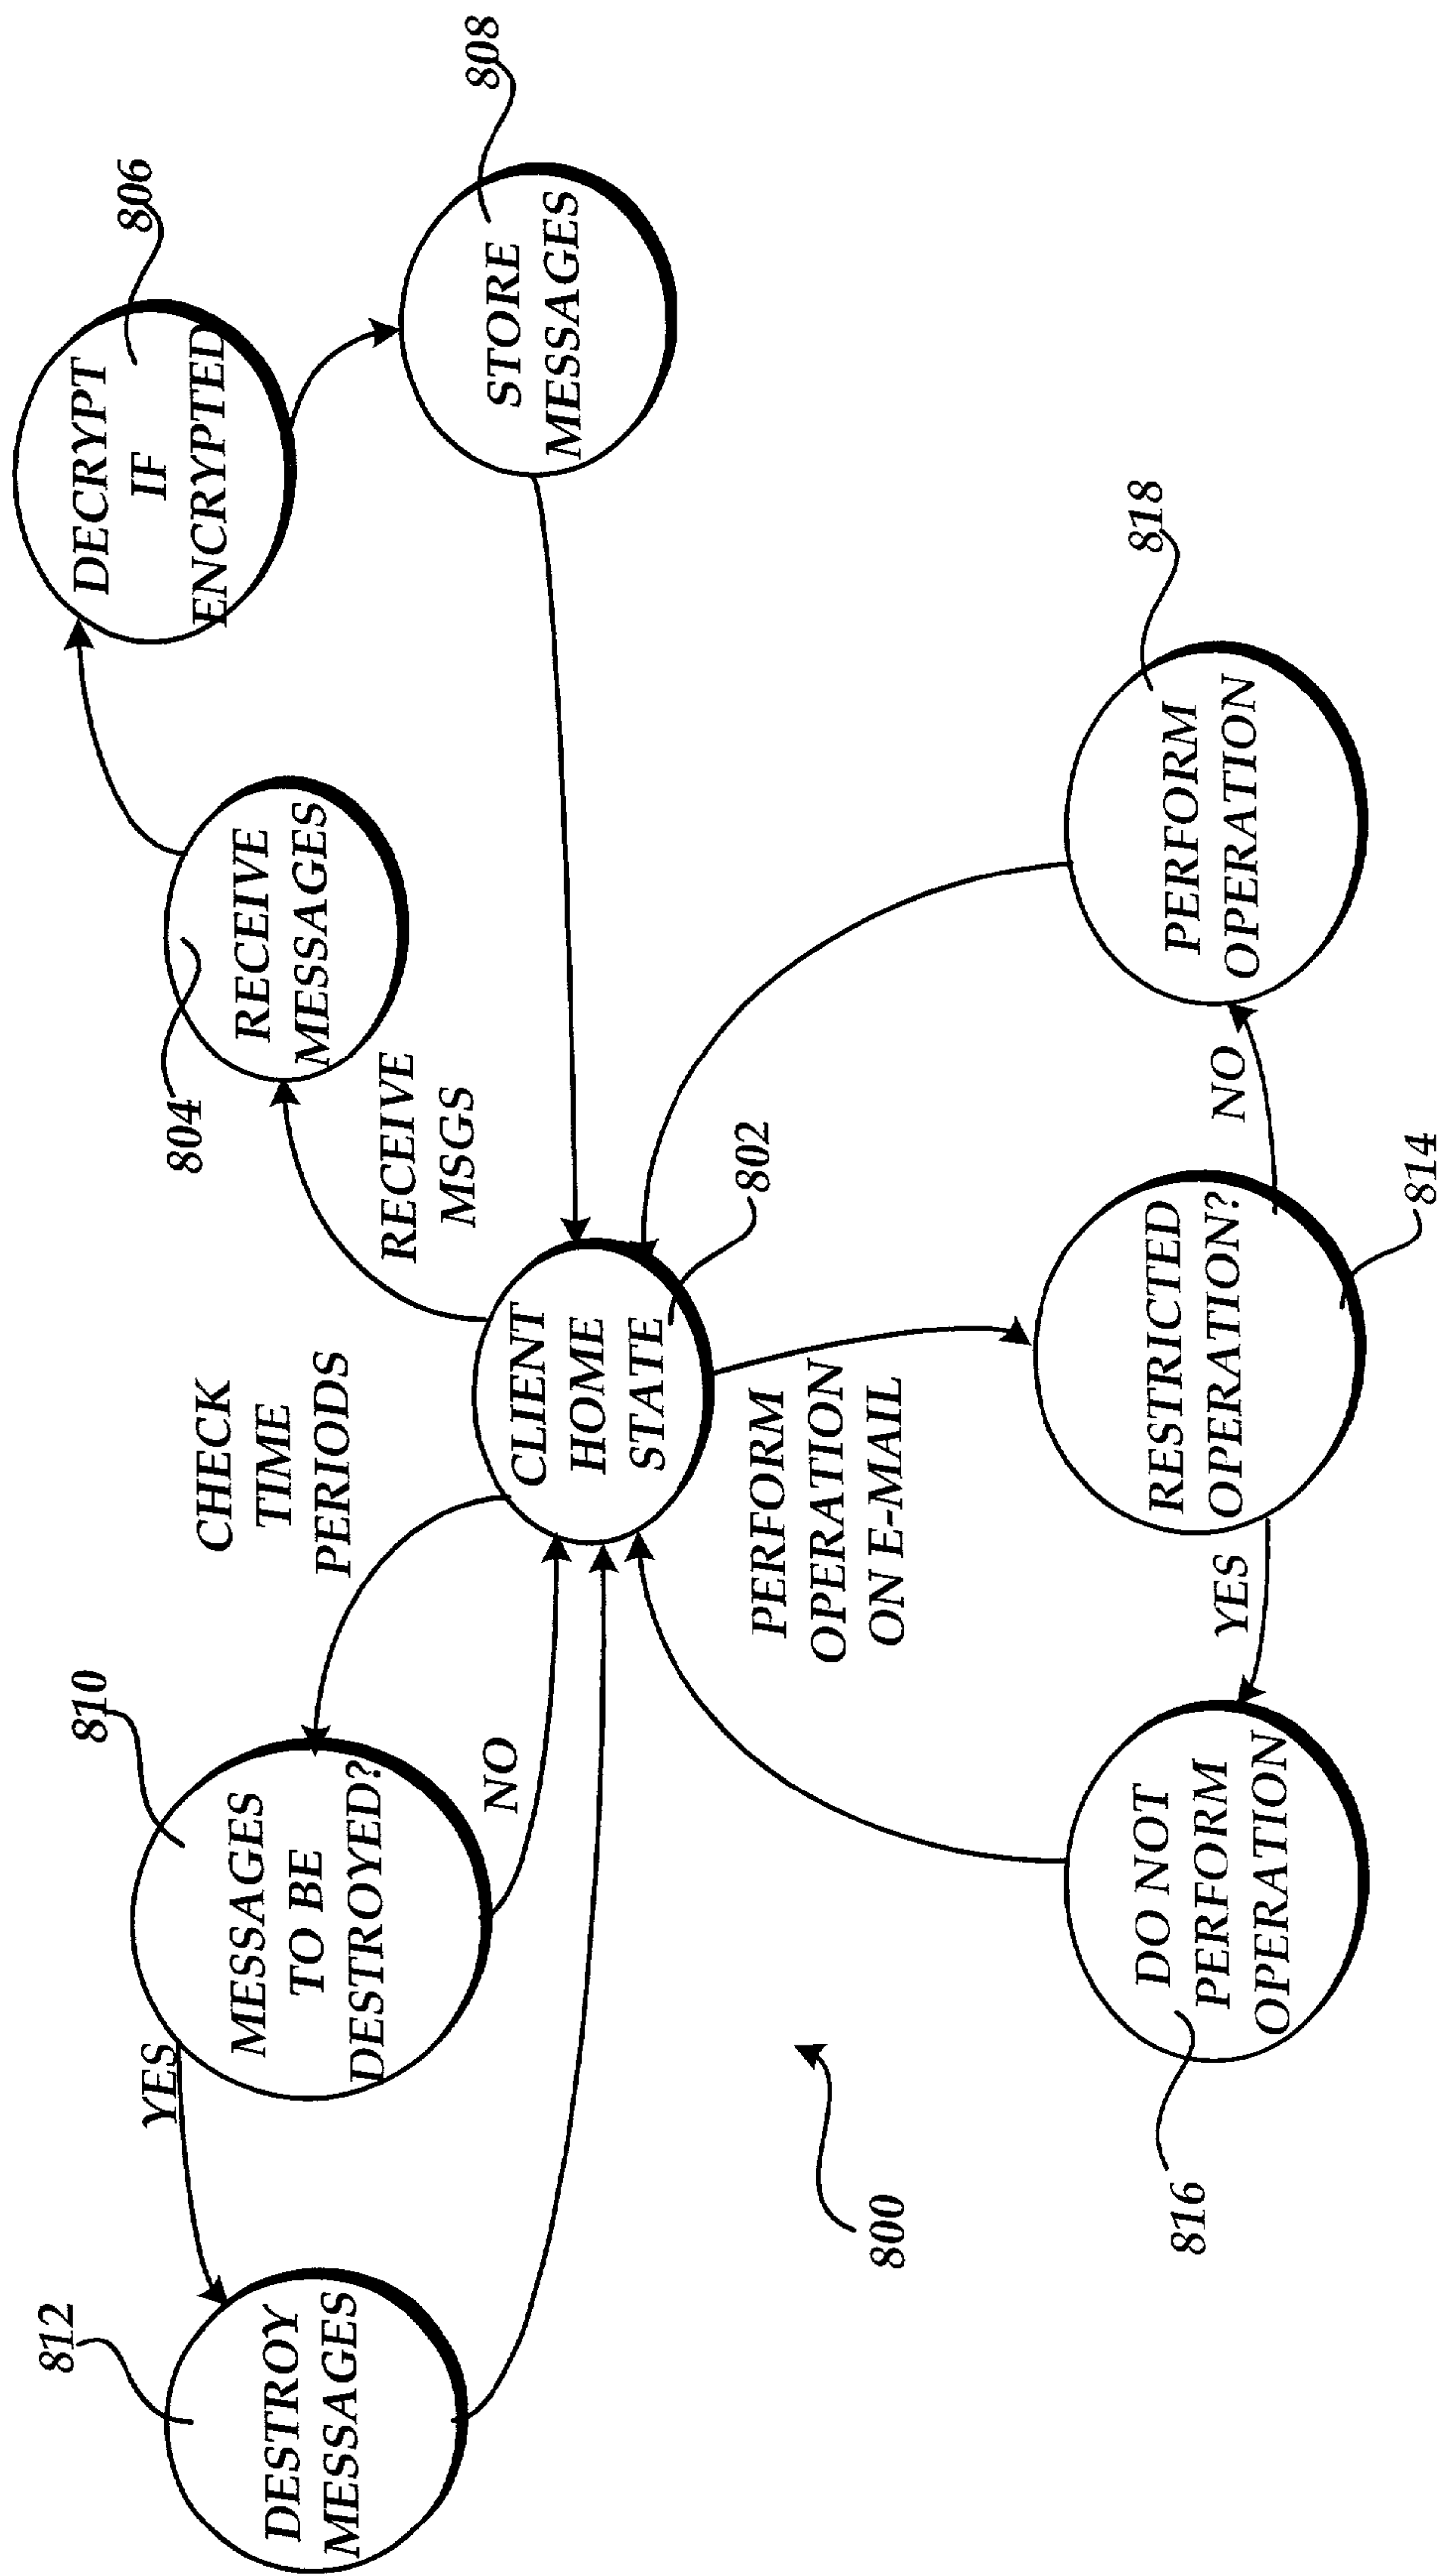 812
DESTROY
MESSAGES
YES
810
MESSAGES
TO BE
DESTROYED?
NO
CHECK
TIME
PERIODS
CLIENT
HOME
STATE
802
RECEIVE
MSGS
804
RECEIVE
MESSAGES
806
DECRYPT
IF
ENCRYPTED
808
STORE
MESSAGES
PERFORM
OPERATION
ON E-MAIL
800
816
DO NOT
PERFORM
OPERATION
YES
RESTRICTED
OPERATION?
814
NO
PERFORM
OPERATION
818